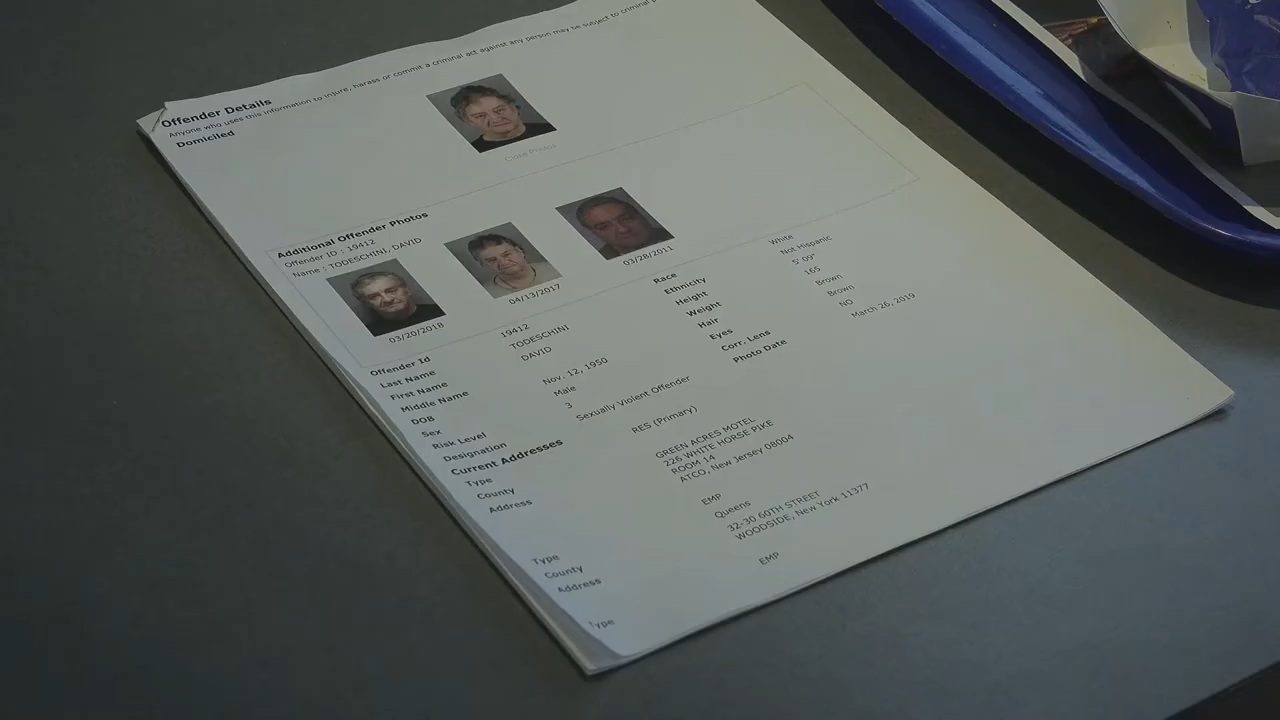 Offender Details
Anyone who uses this information to injure, harass or commit a criminal act against any person may be subject to criminal
Domiciled
Close Photos
Additional Offender Photos
Offender ID : 19412
Name : TODESCHINI, DAVID
03/20/2018
04/13/2017
03/28/2011
Offender Id 19412
Last Name TODESCHINI
First Name DAVID
Middle Name
DOB Nov. 12, 1950
Sex Male
Risk Level 3
Designation Sexually Violent Offender
Race White
Ethnicity Not Hispanic
Height 5' 09"
Weight 165
Hair Brown
Eyes Brown
Corr. Lens NO
Photo Date March 26, 2019
Current Addresses
Type RES (Primary)
County
Address GREEN ACRES MOTEL
226 WHITE HORSE PIKE
ROOM 14
ATCO, New Jersey 08004
Type EMP
County Queens
Address 32-30 60TH STREET
WOODSIDE, New York 11377
Type EMP